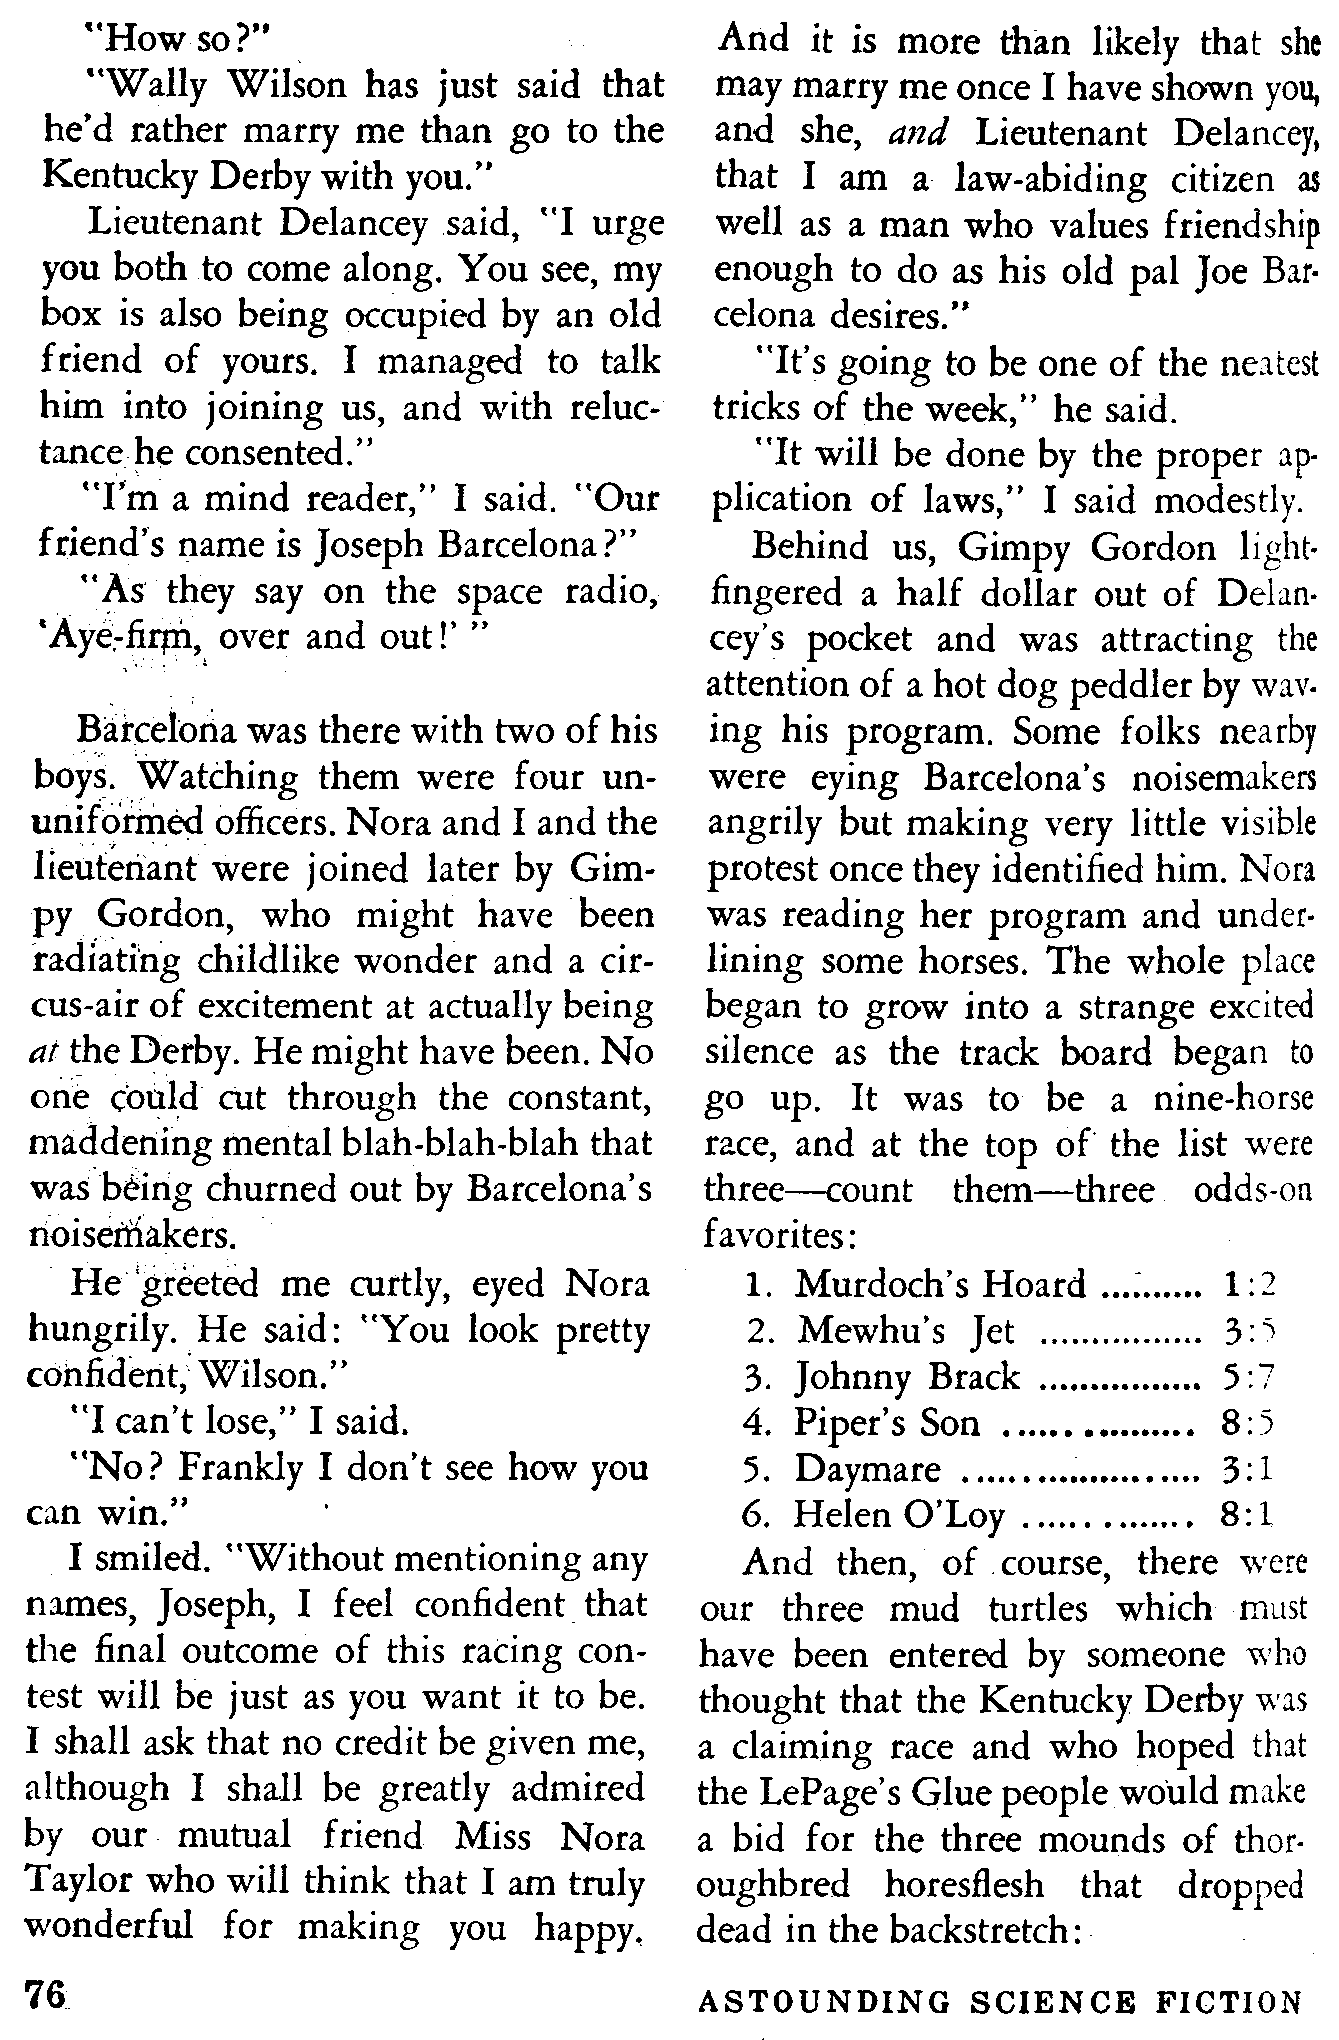 "How so?"
"Wally Wilson has just said that
he'd rather marry me than go to the
Kentucky Derby with you."
Lieutenant Delancey said, "I urge
you both to come along. You see, my
box is also being occupied by an old
friend of yours. I managed to talk
him into joining us, and with reluc-
tance he consented."
"I'm a mind reader," I said. "Our
friend's name is Joseph Barcelona?"
"As they say on the space radio,
'Aye-firm, over and out!' "
Barcelona was there with two of his
boys. Watching them were four un-
uniformed officers. Nora and I and the
lieutenant were joined later by Gim-
py Gordon, who might have been
radiating childlike wonder and a cir-
cus-air of excitement at actually being
at the Derby. He might have been. No
one could cut through the constant,
maddening mental blah-blah-blah that
was being churned out by Barcelona's
noisemakers.
He greeted me curtly, eyed Nora
hungrily. He said: "You look pretty
confident, Wilson."
"I can't lose," I said.
"No? Frankly I don't see how you
can win."
I smiled. "Without mentioning any
names, Joseph, I feel confident that
the final outcome of this racing con-
test will be just as you want it to be.
I shall ask that no credit be given me,
although I shall be greatly admired
by our mutual friend Miss Nora
Taylor who will think that I am truly
wonderful for making you happy.
And it is more than likely that she
may marry me once I have shown you,
and she, and Lieutenant Delancey,
that I am a law-abiding citizen as
well as a man who values friendship
enough to do as his old pal Joe Bar-
celona desires."
"It's going to be one of the neatest
tricks of the week," he said.
"It will be done by the proper ap-
plication of laws," I said modestly.
Behind us, Gimpy Gordon light-
fingered a half dollar out of Delan-
cey's pocket and was attracting the
attention of a hot dog peddler by wav-
ing his program. Some folks nearby
were eying Barcelona's noisemakers
angrily but making very little visible
protest once they identified him. Nora
was reading her program and under-
lining some horses. The whole place
began to grow into a strange excited
silence as the track board began to
go up. It was to be a nine-horse
race, and at the top of the list were
three—count them—three odds-on
favorites:
1. Murdoch's Hoard .......... 1:2
2. Mewhu's Jet ................ 3:5
3. Johnny Brack ................ 5:7
4. Piper's Son .................. 8:5
5. Daymare ....................... 3:1
6. Helen O'Loy ................ 8:1
And then, of course, there were
our three mud turtles which must
have been entered by someone who
thought that the Kentucky Derby was
a claiming race and who hoped that
the LePage's Glue people would make
a bid for the three mounds of thor-
oughbred horesflesh that dropped
dead in the backstretch:
76
ASTOUNDING SCIENCE FICTION